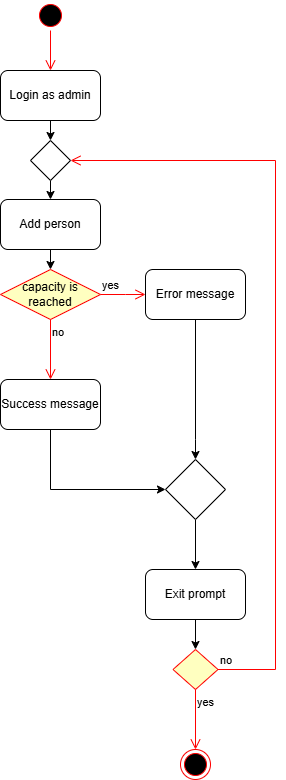 Login as admin
Add person
capacity is
reached
yes
Error message
no
Success message
Exit prompt
no
yes